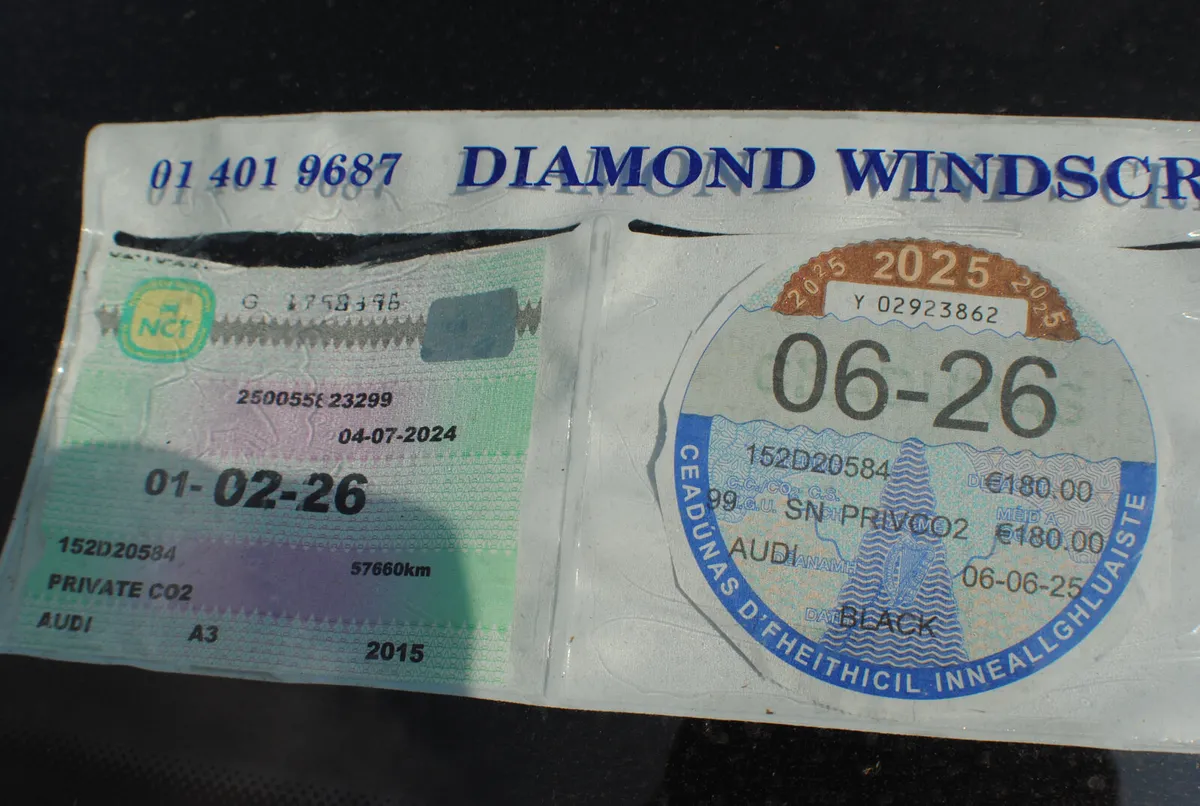 01 401 9687 DIAMOND WINDSCR
NCT
G 1758396
250055823299
04-07-2024
01-02-26
152D20584
57660km
PRIVATE CO2
AUDI A3 2015
2025 2025 2025
Y 02923862
06-26
152D20584 €180.00
99 SN PRIVCO2 €180.00
AUDI 06-06-25
BLACK
CEADÚNAS D'FHEITHICIL INNEALLGHLUAISTE